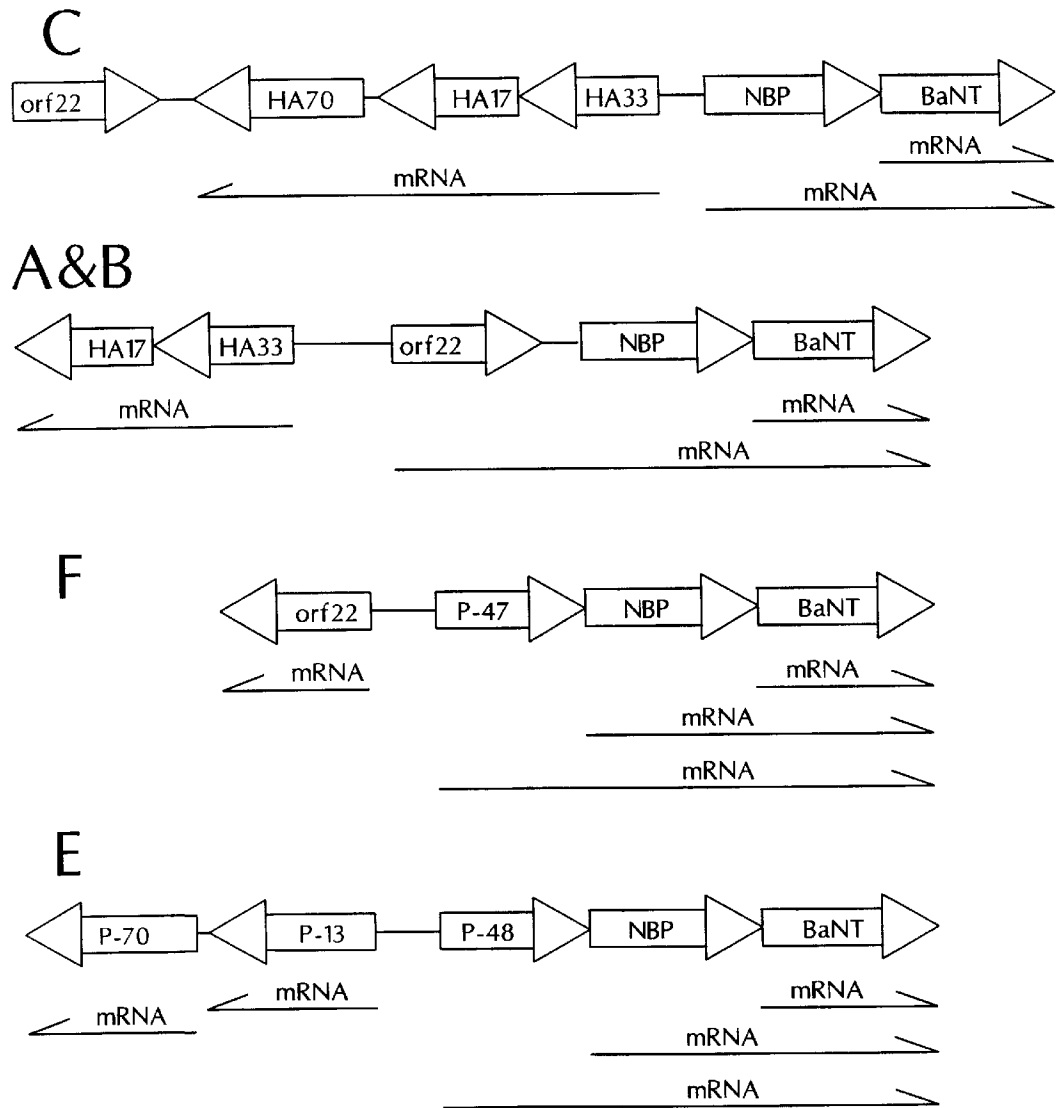 C
orf22 HA70 HA17 HA33 NBP BaNT
mRNA
mRNA mRNA
A&B
HA17 HA33 orf22 NBP BaNT
mRNA mRNA
mRNA
F
orf22 P-47 NBP BaNT
mRNA mRNA
mRNA
mRNA
E
P-70 P-13 P-48 NBP BaNT
mRNA mRNA
mRNA
mRNA
mRNA